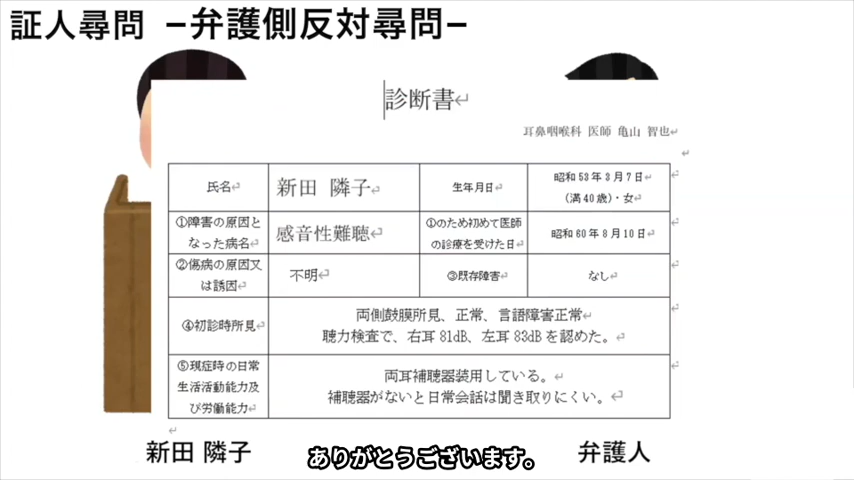 証人尋問 −弁護側反対尋問−
診断書
耳鼻咽喉科 医師 亀山 智也
氏名
新田 隣子
生年月日
昭和53年3月7日
(満40歳)・女
①障害の原因と
なった病名
感音性難聴
①のため初めて医師
の診療を受けた日
昭和60年8月10日
②傷病の原因又
は誘因
不明
③既存障害
なし
④初診時所見
両側鼓膜所見、正常、言語障害正常
聴力検査で、右耳81dB、左耳83dBを認めた。
⑤現症時の日常
生活活動能力及
び労働能力
両耳補聴器装用している。
補聴器がないと日常会話は聞き取りにくい。
新田 隣子
ありがとうございます。
弁護人